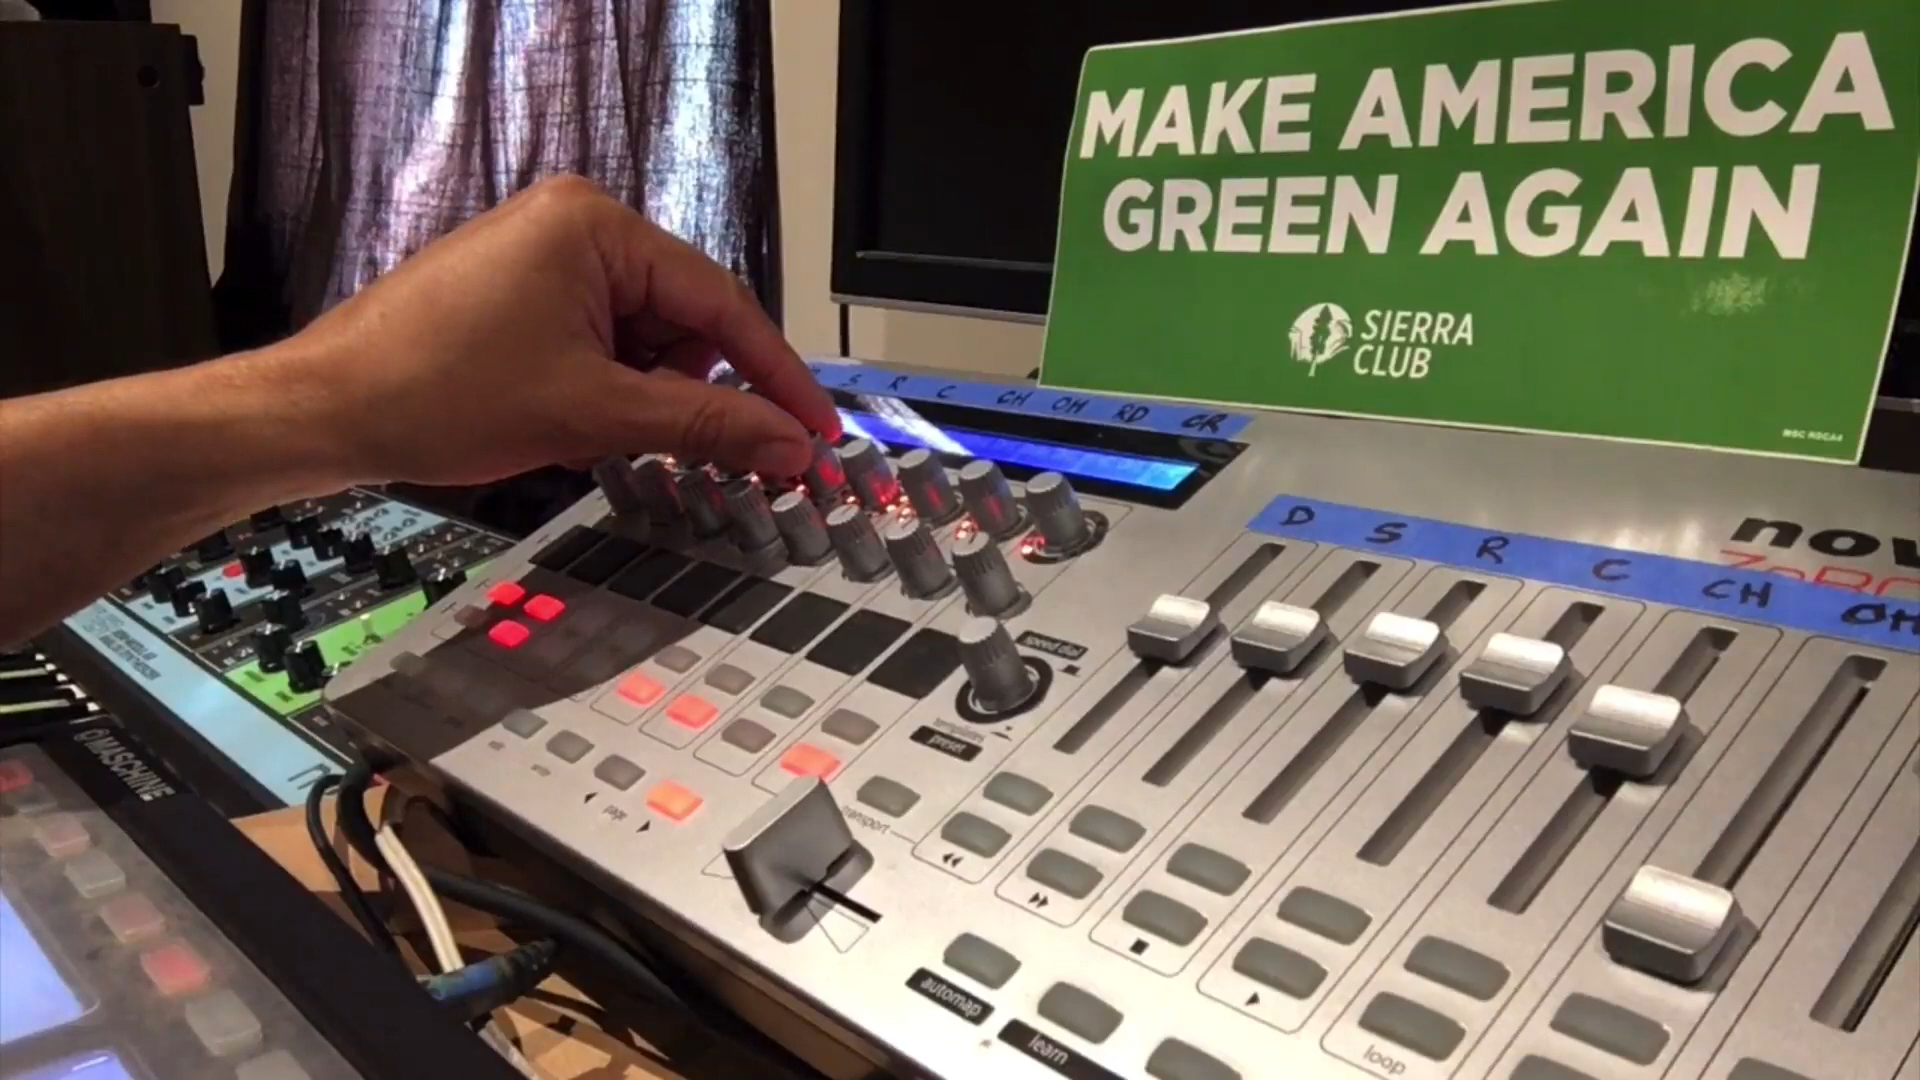 MAKE AMERICA
GREEN AGAIN
SIERRA
CLUB
S R C CH OH RD CR
D S R C CH OH
nov
speed dial
templates
preset
page
transport
MASCHINE
automap
learn
loop